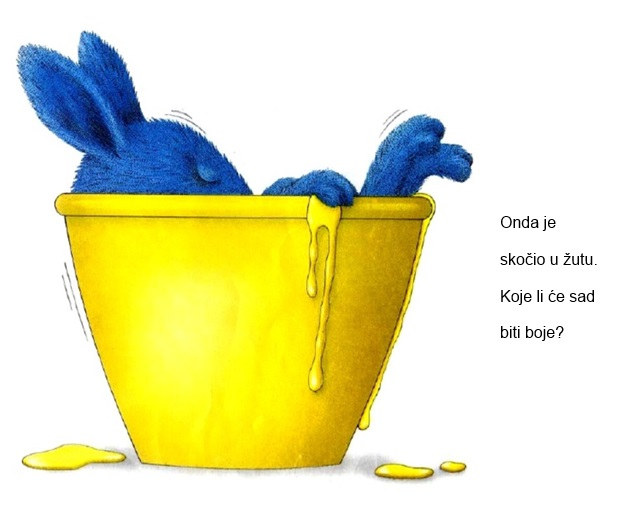 Onda je
skočio u žutu.
Koje li će sad
biti boje?